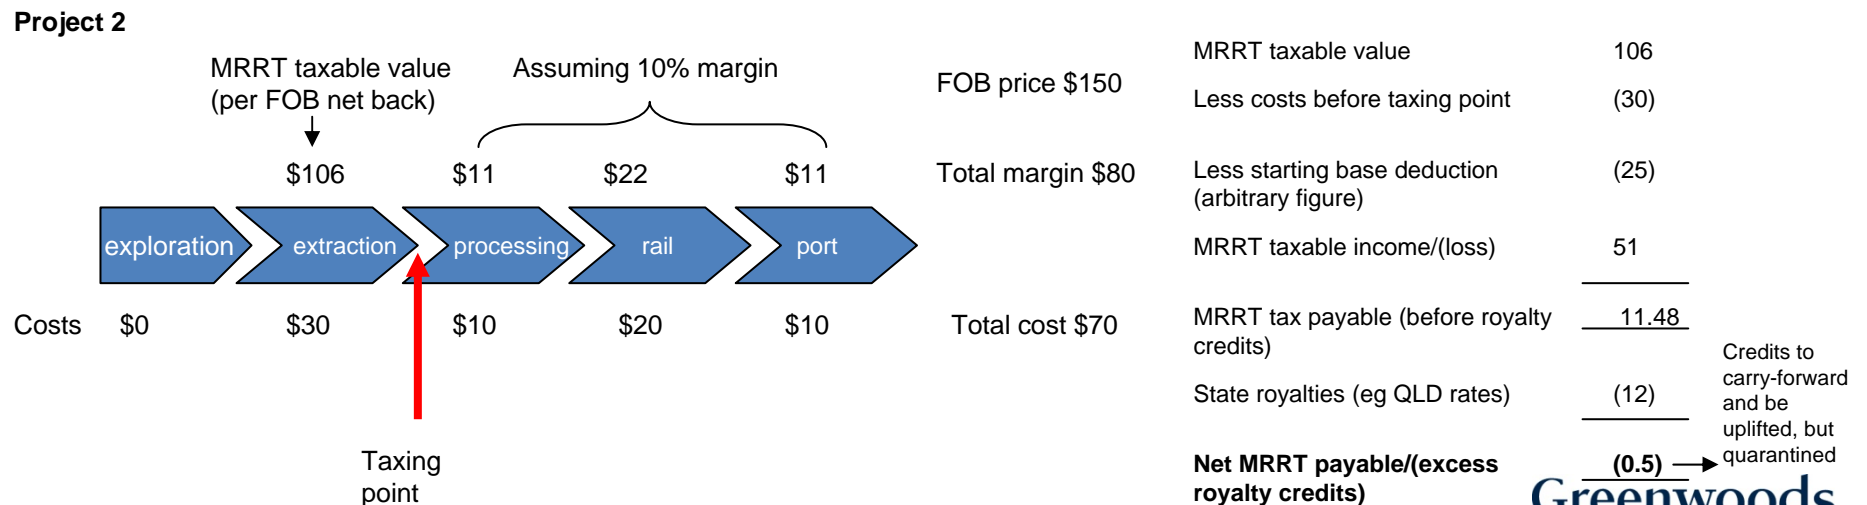 Project 2
MRRT taxable value
(per FOB net back)
Assuming 10% margin
FOB price $150
$106 $11 $22 $11 Total margin $80
exploration extraction processing rail port
Costs $0 $30 $10 $20 $10 Total cost $70
Taxing
point
MRRT taxable value 106
Less costs before taxing point (30)
Less starting base deduction (25)
(arbitrary figure)
MRRT taxable income/(loss) 51
MRRT tax payable (before royalty 11.48
credits)
State royalties (eg QLD rates) (12)
Net MRRT payable/(excess (0.5)
royalty credits)
Credits to
carry-forward
and be
uplifted, but
quarantined
Greenwoods